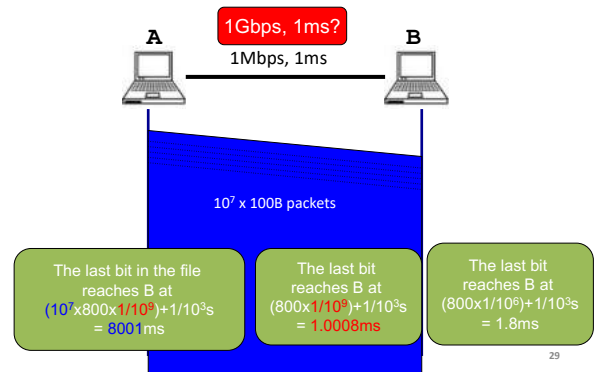 1Gbps, 1ms?
A
B
1Mbps, 1ms
10⁷ x 100B packets
The last bit in the file
reaches B at
(10⁷x800x1/10⁹)+1/10³s
= 8001ms
The last bit
reaches B at
(800x1/10⁹)+1/10³s
= 1.0008ms
The last bit
reaches B at
(800x1/10⁶)+1/10³s
= 1.8ms
29